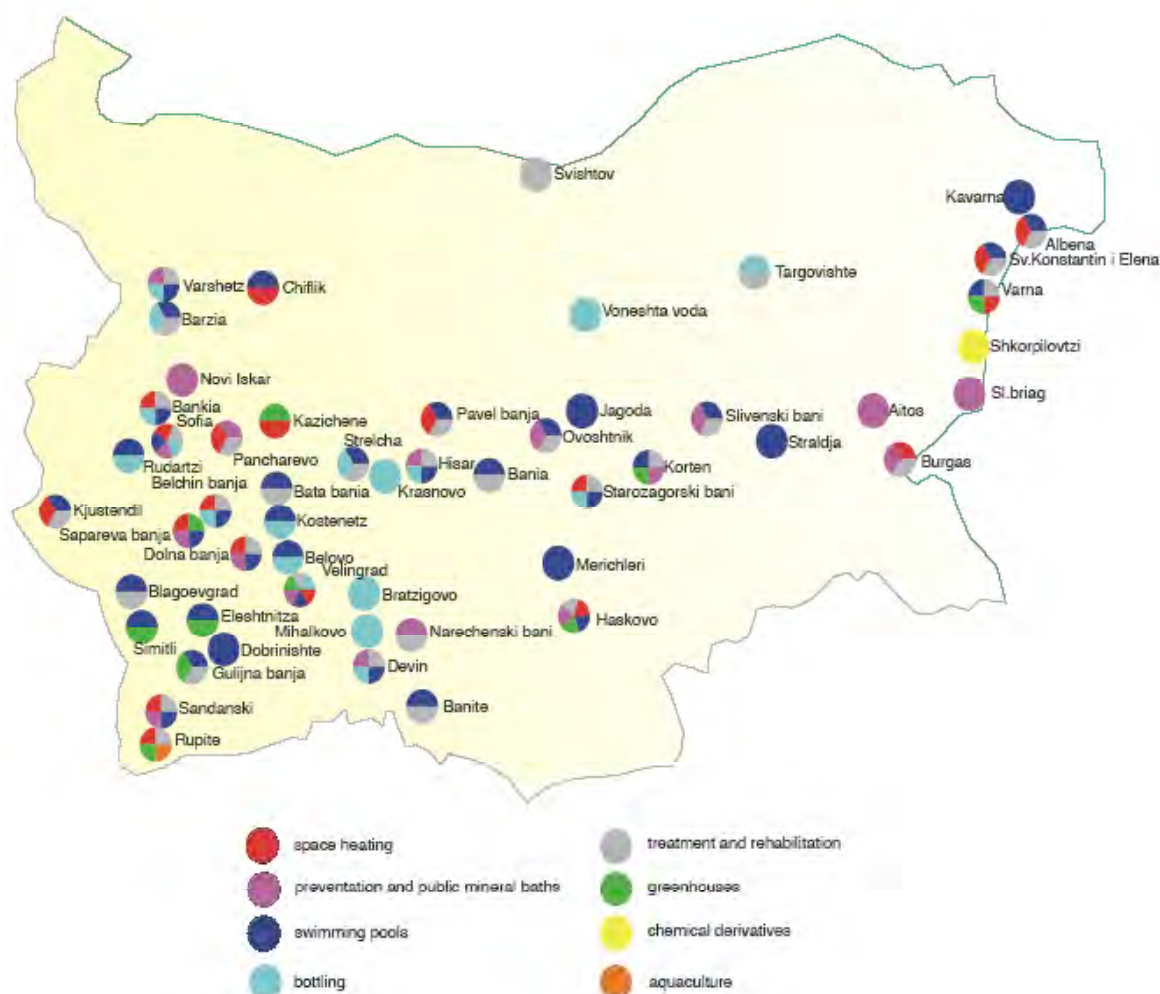 Svishtov
Kavarna
Albena
Sv.Konstantin i Elena
Targovishte
Varshetz
Chiflik
Varna
Voneshta voda
Barzia
Shkorpilovtzi
Novi Iskar
Sl.briag
Bankia
Pavel banja
Jagoda
Slivenski bani
Aitos
Sofia
Kazichene
Ovoshtnik
Straldja
Strelcha
Pancharevo
Burgas
Rudartzi
Hisar
Korten
Belchin banja
Krasnovo
Bania
Bata bania
Starozagorski bani
Kjustendil
Kostenetz
Sapareva banja
Dolna banja
Belovo
Merichleri
Velingrad
Blagoevgrad
Bratzigovo
Eleshtnitza
Haskovo
Mihalkovo
Narechenski bani
Simitli
Dobrinishte
Gulijna banja
Devin
Sandanski
Banite
Rupite
space heating
treatment and rehabilitation
preventation and public mineral baths
greenhouses
swimming pools
chemical derivatives
bottling
aquaculture